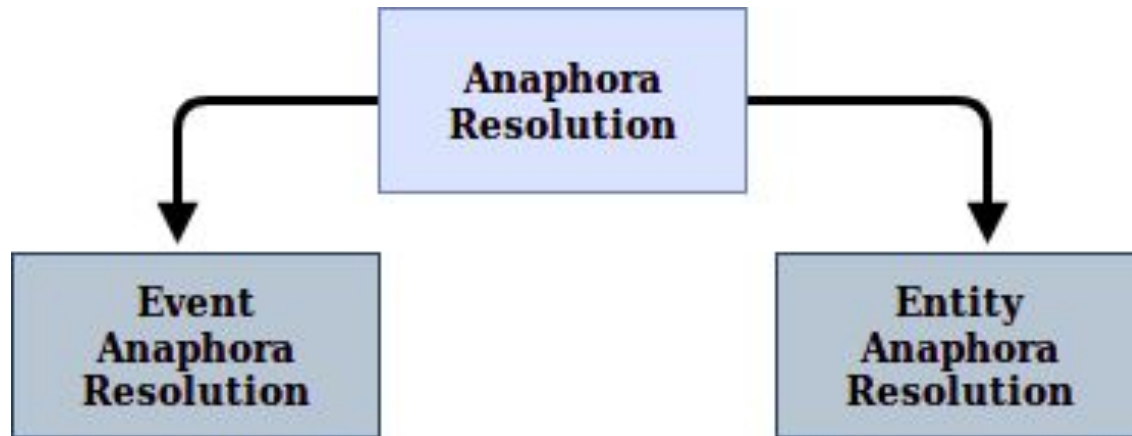 Anaphora
Resolution
Event
Anaphora
Resolution
Entity
Anaphora
Resolution